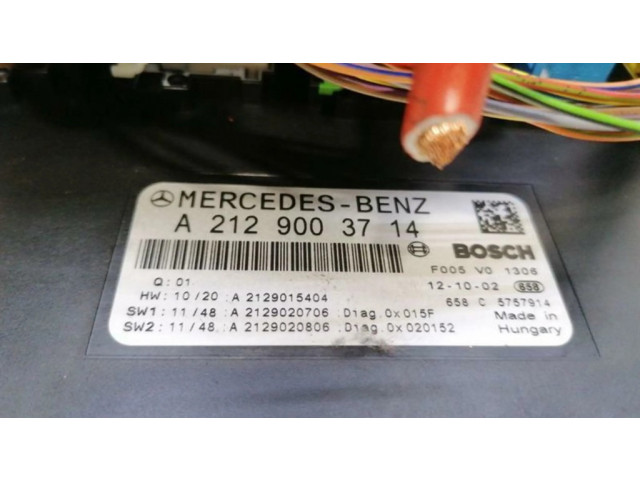 MERCEDES-BENZ
A 212 900 37 14
BOSCH
F005 V0 1306
Q: 01
12-10-02 658
HW: 10/20 :A 2129015404
658 C 5757914
SW1: 11/48 :A 2129020706 Diag.0x015F
Made in
SW2: 11/48 :A 2129020806 Diag.0x020152
Hungary